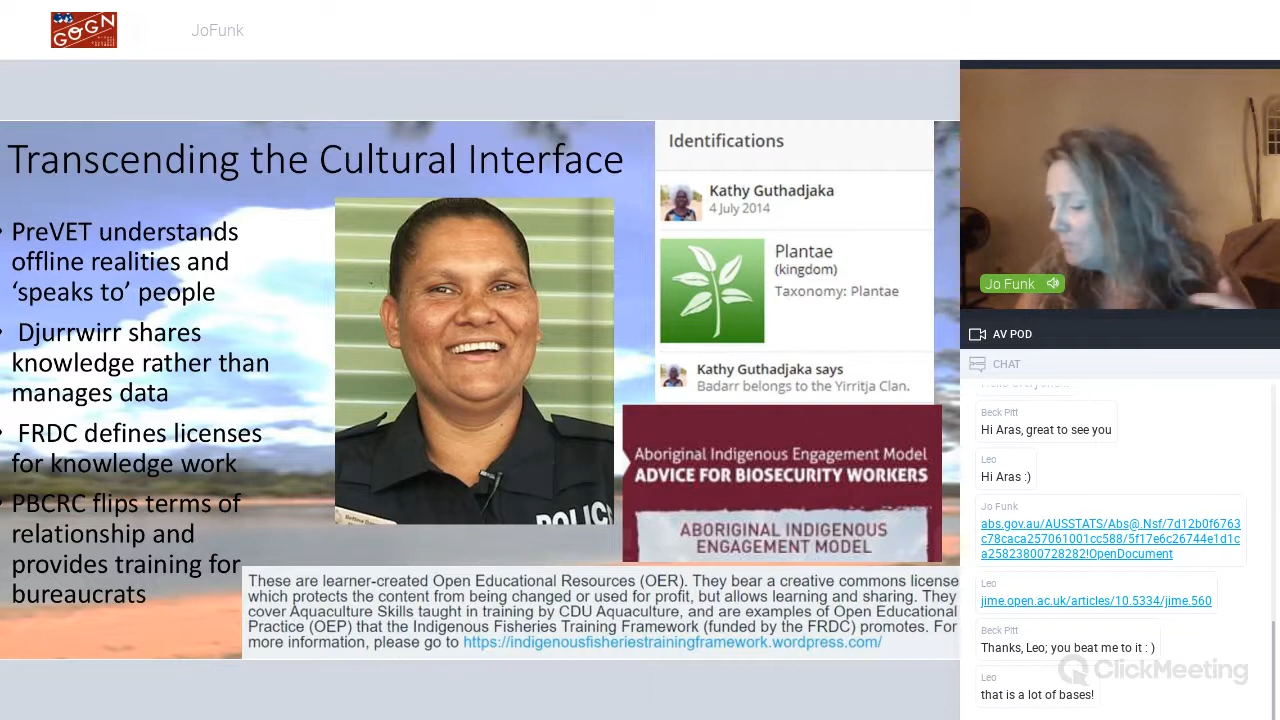 GOGN
JoFunk
Transcending the Cultural Interface
PreVET understands
offline realities and
‘speaks to’ people
Djurrwirr shares
knowledge rather than
manages data
FRDC defines licenses
for knowledge work
PBCRC flips terms of
relationship and
provides training for
bureaucrats
POLIC
Identifications
Kathy Guthadjaka
4 July 2014
Plantae
(kingdom)
Taxonomy: Plantae
Kathy Guthadjaka says
Badarr belongs to the Yirritja Clan.
Aboriginal Indigenous Engagement Model
ADVICE FOR BIOSECURITY WORKERS
ABORIGINAL INDIGENOUS
ENGAGEMENT MODEL
These are learner-created Open Educational Resources (OER). They bear a creative commons license
which protects the content from being changed or used for profit, but allows learning and sharing. They
cover Aquaculture Skills taught in training by CDU Aquaculture, and are examples of Open Educational
Practice (OEP) that the Indigenous Fisheries Training Framework (funded by the FRDC) promotes. For
more information, please go to https://indigenousfisheriestrainingframework.wordpress.com/
Jo Funk
AV POD
CHAT
Beck Pitt
Hi Aras, great to see you
Leo
Hi Aras :)
Jo Funk
abs.gov.au/AUSSTATS/Abs@.Nsf/7d12b0f6763
c78caca257061001cc588/5f17e6c26744e1d1c
a25823800728282!OpenDocument
Leo
jime.open.ac.uk/articles/10.5334/jime.560
Beck Pitt
Thanks, Leo; you beat me to it : )
Leo
that is a lot of bases!
ClickMeeting